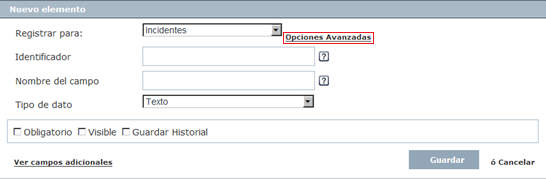 Nuevo elemento
Registrar para: Incidentes Opciones Avanzadas
Identificador ?
Nombre del campo ?
Tipo de dato Texto
Obligatorio Visible Guardar Historial
Ver campos adicionales Guardar ó Cancelar